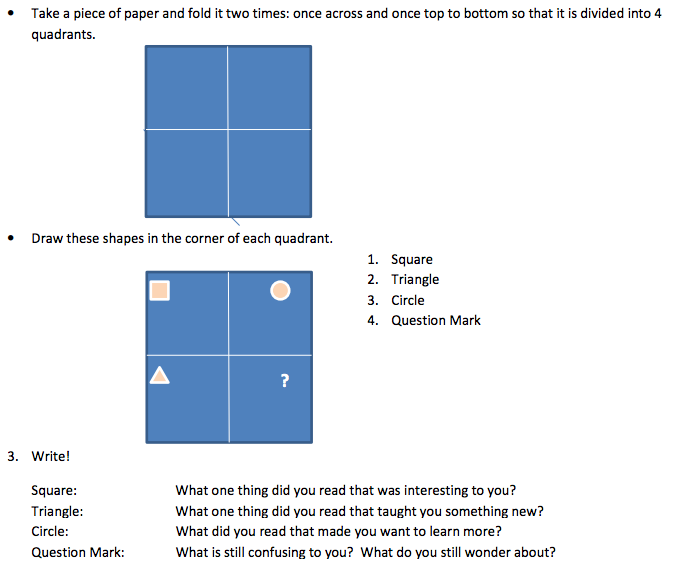 • Take a piece of paper and fold it two times: once across and once top to bottom so that it is divided into 4
quadrants.
• Draw these shapes in the corner of each quadrant.
1. Square
2. Triangle
3. Circle
4. Question Mark
?
3. Write!
Square: What one thing did you read that was interesting to you?
Triangle: What one thing did you read that taught you something new?
Circle: What did you read that made you want to learn more?
Question Mark: What is still confusing to you? What do you still wonder about?